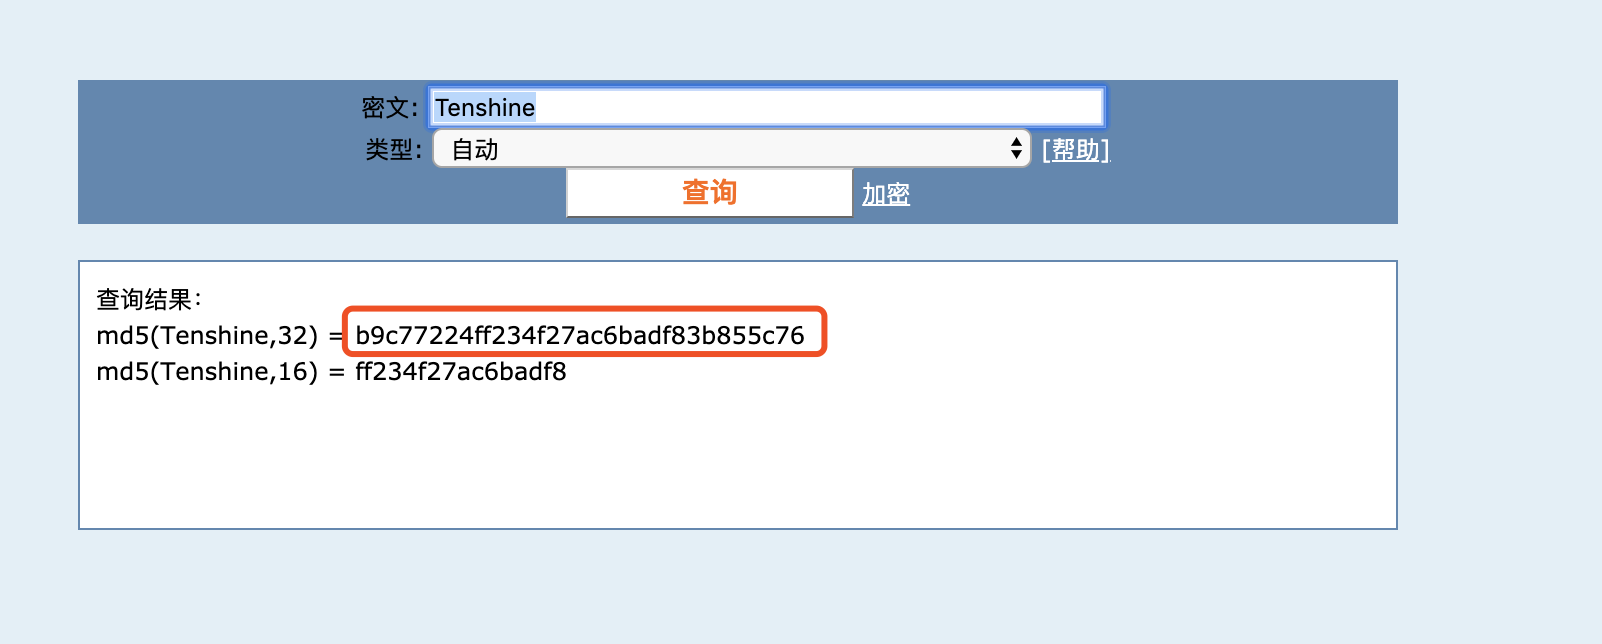 密文: Tenshine
类型: 自动 [帮助]
查询 加密
查询结果：
md5(Tenshine,32) = b9c77224ff234f27ac6badf83b855c76
md5(Tenshine,16) = ff234f27ac6badf8